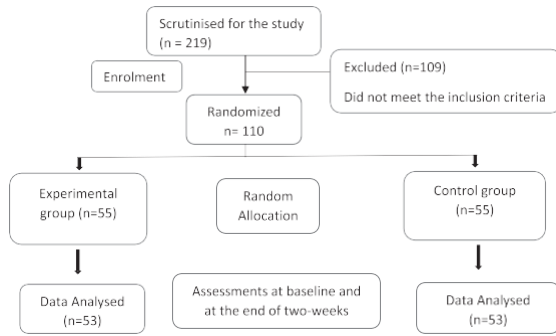 Scrutinised for the study
(n = 219)
Enrolment
Excluded (n=109)
Did not meet the inclusion criteria
Randomized
n= 110
Experimental
group (n=55)
Random
Allocation
Control group
(n=55)
Data Analysed
(n=53)
Assessments at baseline and
at the end of two-weeks
Data Analysed
(n=53)